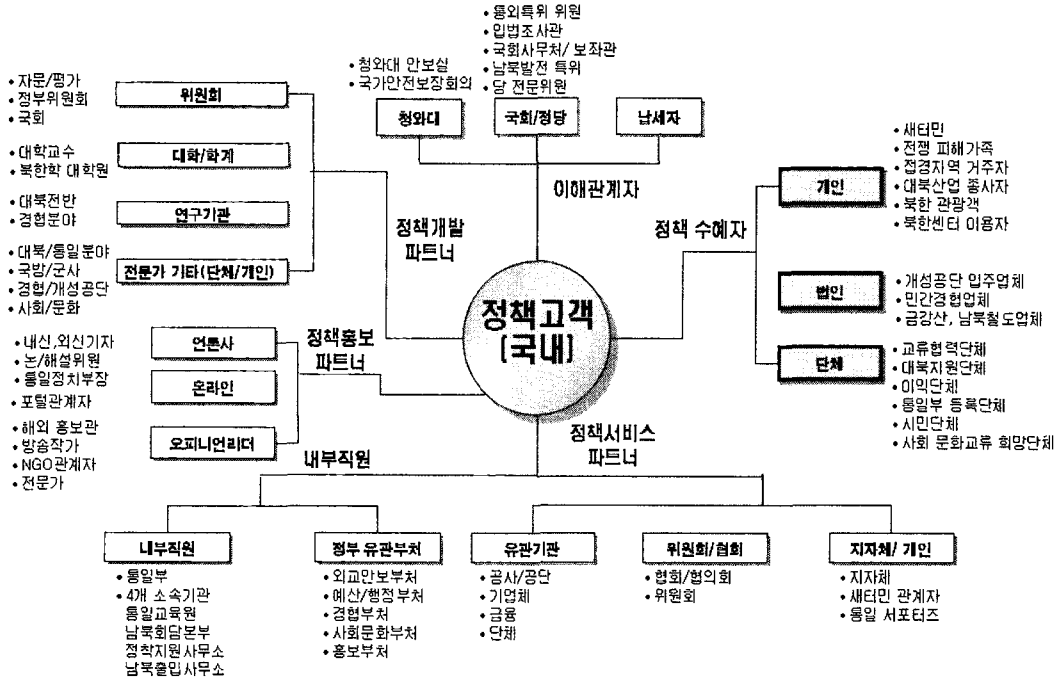 • 통외특위 위원
• 입법조사관
• 국회사무처/ 보좌관
• 남북발전 특위
• 당 전문위원
• 청와대 안보실
• 국가안전보장회의
청와대
국회/정당
납세자
이해관계자
• 자문/평가
• 정부위원회
• 국회
위원회
• 대학교수
• 북한학 대학원
대학/학계
• 대북전반
• 경협분야
연구기관
• 대북/통일분야
• 국방/군사
• 경협/개성공단
• 사회/문화
전문가 기타(단체/개인)
정책개발
파트너
• 내신,외신기자
• 논/해설위원
• 통일정치부장
언론사
• 포털관계자
온라인
• 해외 홍보관
• 방송작가
• NGO관계자
• 전문가
오피니언리더
정책홍보
파트너
정책고객
(국내)
정책 수혜자
개인
• 새터민
• 전쟁 피해가족
• 접경지역 거주자
• 대북산업 종사자
• 북한 관광객
• 북한센터 이용자
법인
• 개성공단 입주업체
• 민간경협업체
• 금강산, 남북철도업체
단체
• 교류협력단체
• 대북지원단체
• 이익단체
• 통일부 등록단체
• 시민단체
• 사회 문화교류 희망단체
정책서비스
파트너
내부직원
내부직원
• 통일부
• 4개 소속기관
통일교육원
남북회담본부
정착지원사무소
남북출입사무소
정부 유관부처
• 외교안보부처
• 예산/행정부처
• 경협부처
• 사회문화부처
• 홍보부처
유관기관
• 공사/공단
• 기업체
• 금융
• 단체
위원회/협회
• 협회/협의회
• 위원회
지자체/ 개인
• 지자체
• 새터민 관계자
• 통일 서포터즈